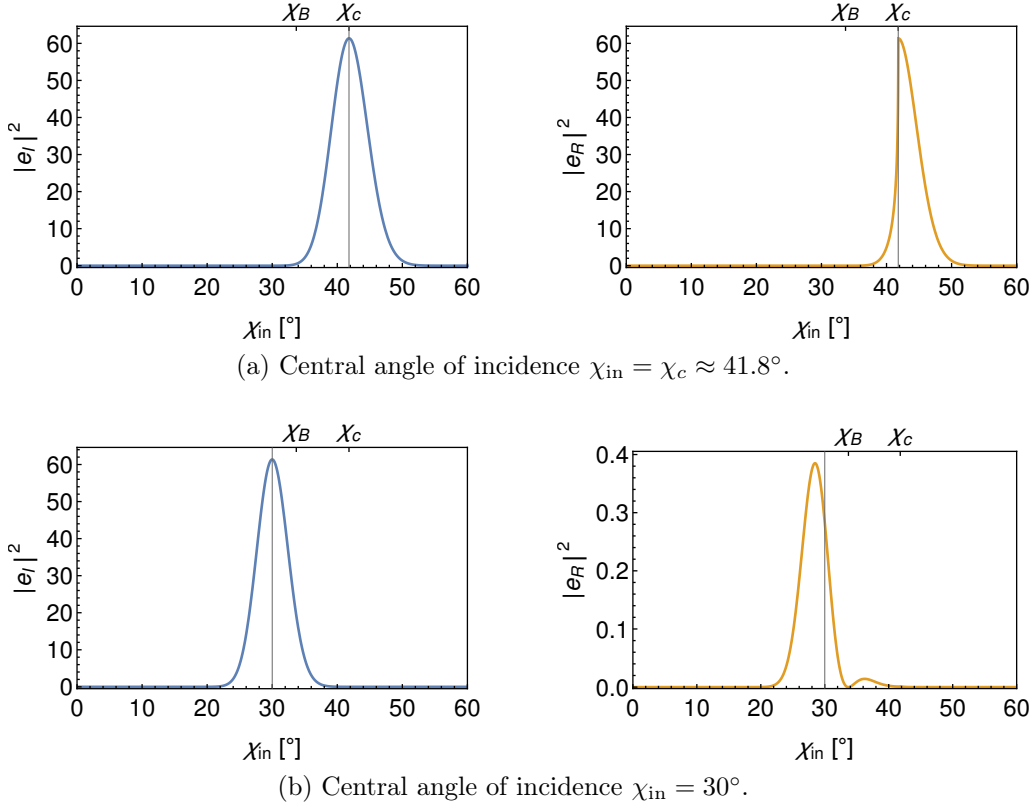 χB χc
|eI|²
60
50
40
30
20
10
0
0 10 20 30 40 50 60
χin [°]
χB χc
|eR|²
60
50
40
30
20
10
0
0 10 20 30 40 50 60
χin [°]
(a) Central angle of incidence χin = χc ≈ 41.8°.
χB χc
|eI|²
60
50
40
30
20
10
0
0 10 20 30 40 50 60
χin [°]
χB χc
|eR|²
0.4
0.3
0.2
0.1
0.0
0 10 20 30 40 50 60
χin [°]
(b) Central angle of incidence χin = 30°.